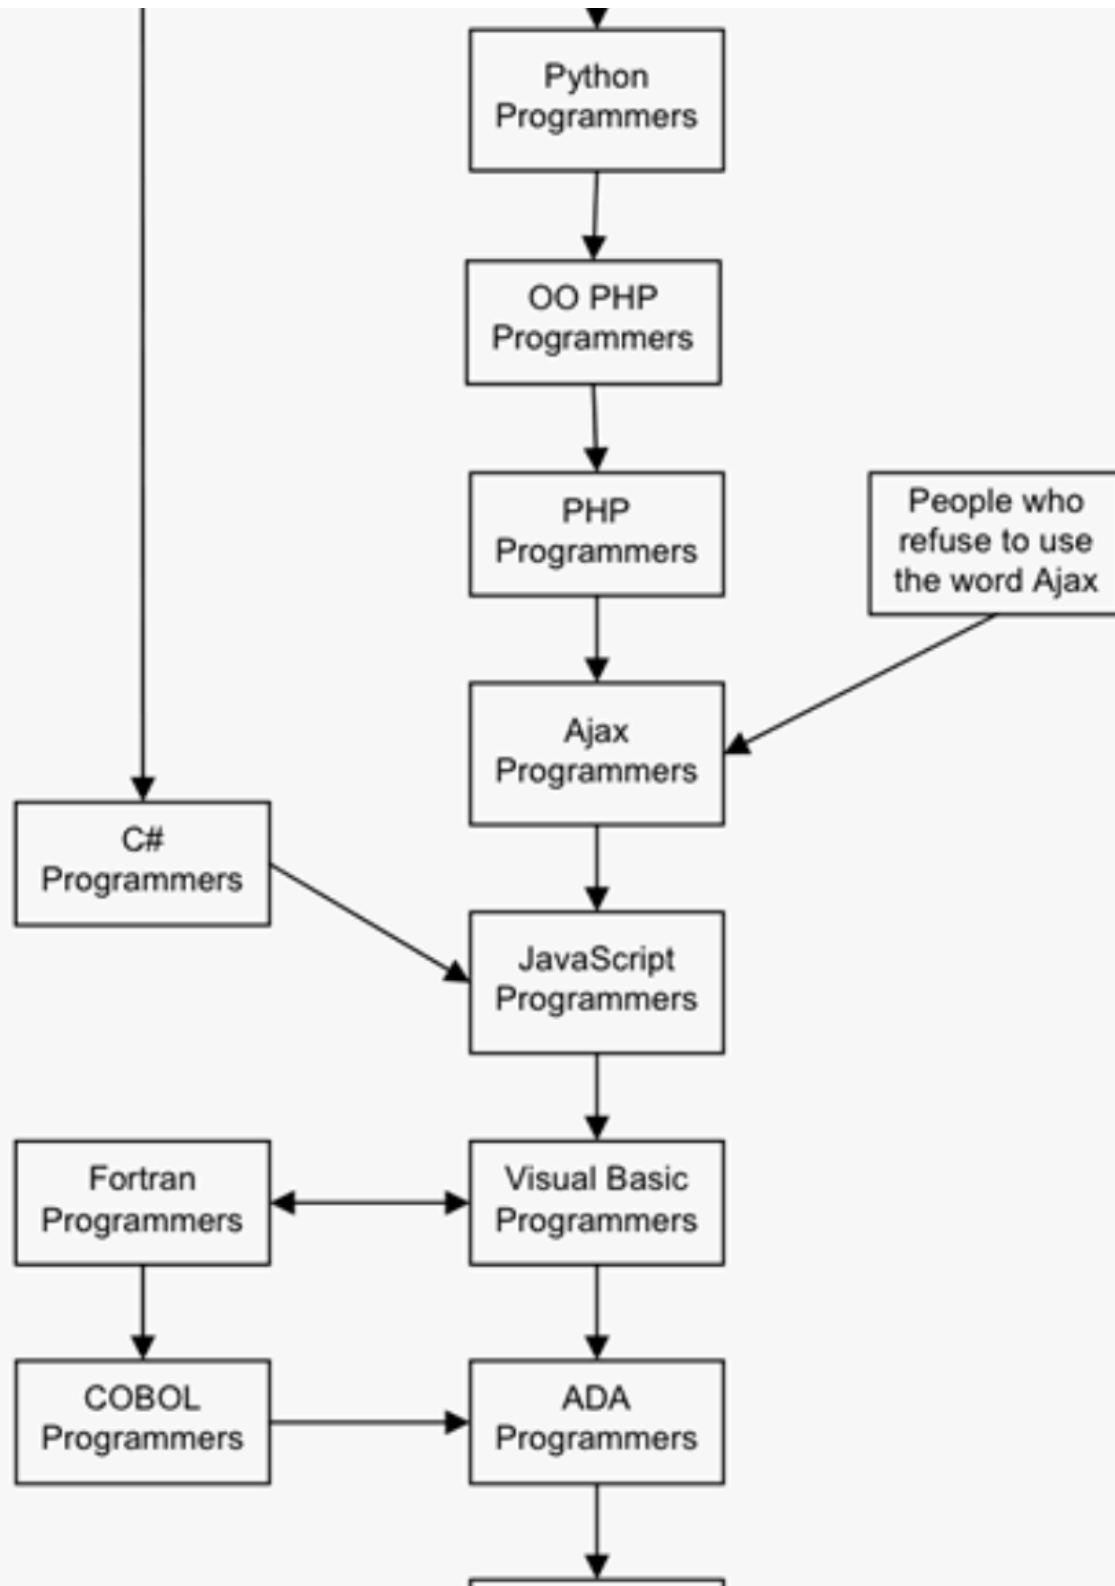 Python
Programmers
OO PHP
Programmers
PHP
Programmers
People who
refuse to use
the word Ajax
Ajax
Programmers
C#
Programmers
JavaScript
Programmers
Fortran
Programmers
Visual Basic
Programmers
COBOL
Programmers
ADA
Programmers